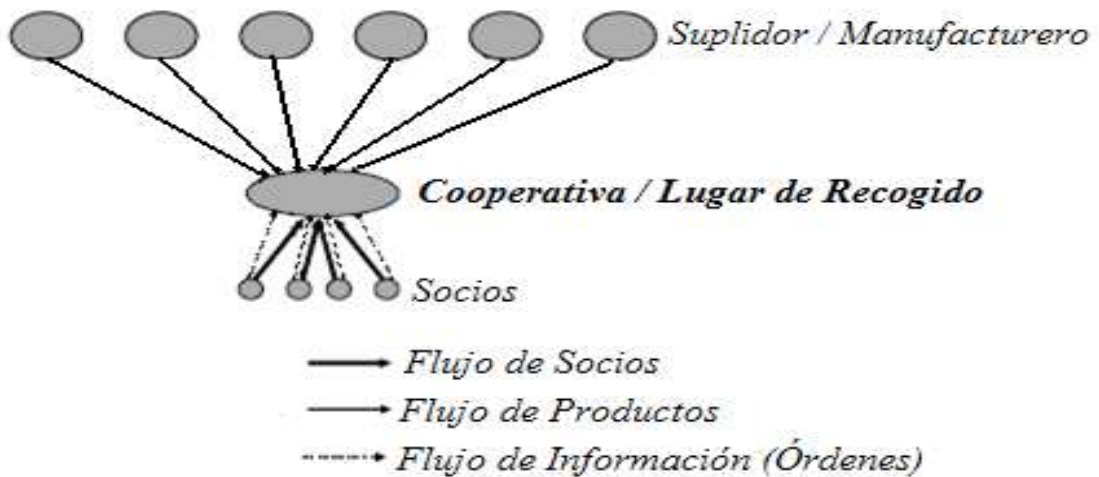 Suplidor / Manufacturero
Cooperativa / Lugar de Recogido
Socios
Flujo de Socios
Flujo de Productos
Flujo de Información (Órdenes)